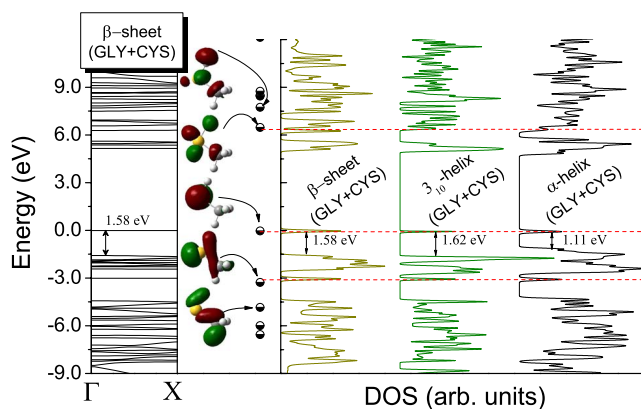 β-sheet
(GLY+CYS)
Energy (eV)
9.0
6.0
3.0
0.0
-3.0
-6.0
-9.0
1.58 eV
Γ
X
β-sheet
(GLY+CYS)
1.58 eV
3₁₀-helix
(GLY+CYS)
1.62 eV
α-helix
(GLY+CYS)
1.11 eV
DOS (arb. units)